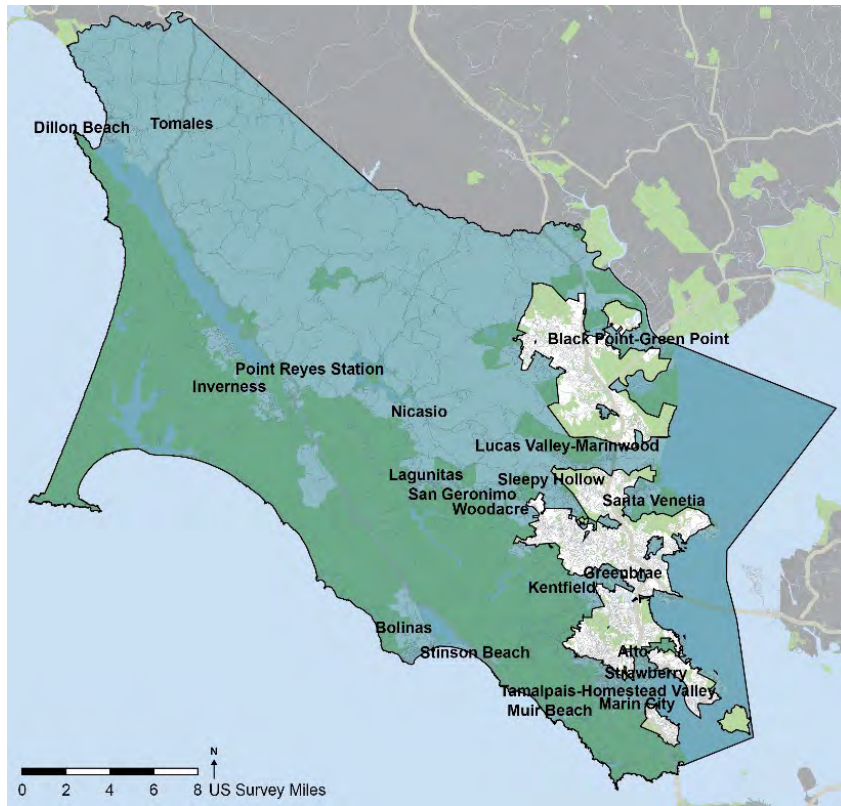 Dillon Beach
Tomales
Black Point-Green Point
Point Reyes Station
Inverness
Nicasio
Lucas Valley-Marinwood
Lagunitas
Sleepy Hollow
San Geronimo
Santa Venetia
Woodacre
Greenbrae
Kentfield
Bolinas
Stinson Beach
Alto
Strawberry
Tamalpais-Homestead Valley
Marin City
Muir Beach
N
0 2 4 6 8 US Survey Miles